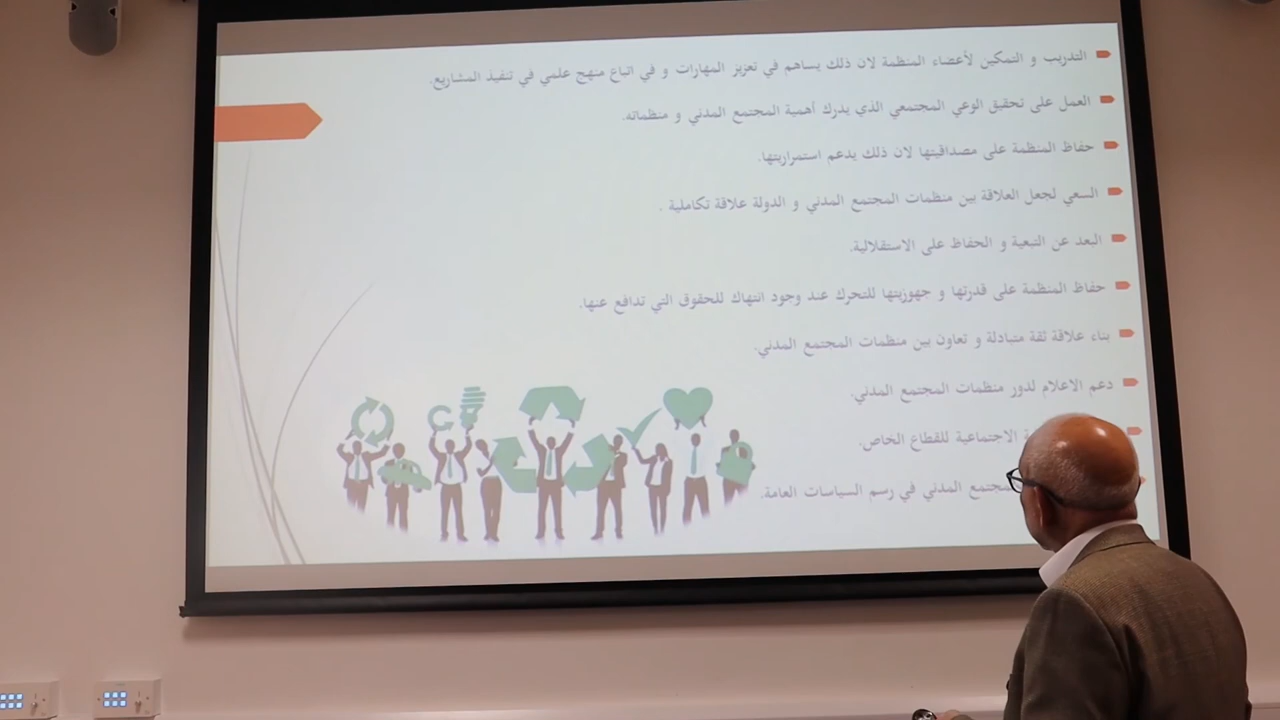 التدريب و التمكين لأعضاء المنظمة لان ذلك يساهم في تعزيز المهارات و في اتباع منهج علمي في تنفيذ المشاريع.
العمل على تحقيق الوعي المجتمعي الذي يدرك أهمية المجتمع المدني و منظماته.
حفاظ المنظمة على مصداقيتها لان ذلك يدعم استمراريتها.
السعي لجعل العلاقة بين منظمات المجتمع المدني و الدولة علاقة تكاملية .
البعد عن التبعية و الحفاظ على الاستقلالية.
حفاظ المنظمة على قدرتها و جهوزيتها للتحرك عند وجود انتهاك للحقوق التي تدافع عنها.
بناء علاقة ثقة متبادلة و تعاون بين منظمات المجتمع المدني.
دعم الاعلام لدور منظمات المجتمع المدني.
الاجتماعية للقطاع الخاص.
المدني في رسم السياسات العامة.